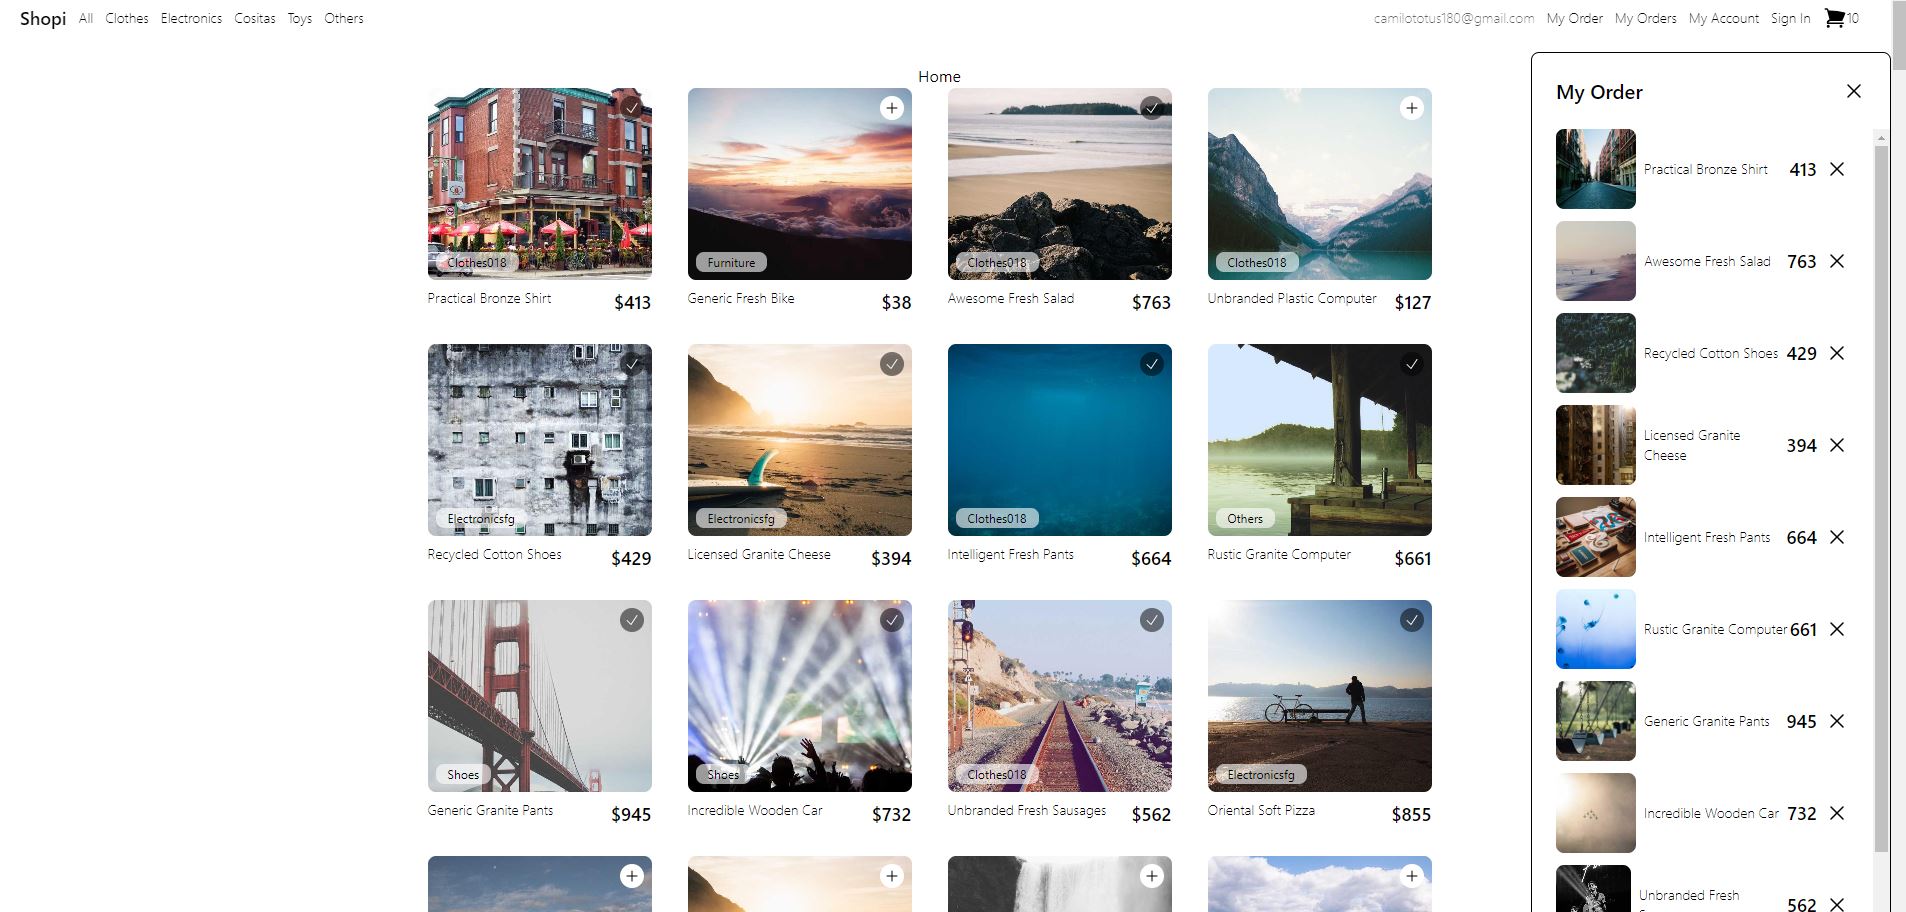 Shopi All Clothes Electronics Cositas Toys Others
camilototus180@gmail.com My Order My Orders My Account Sign In 10
Home
Clothes018
Practical Bronze Shirt $413
Furniture
Generic Fresh Bike $38
Clothes018
Awesome Fresh Salad $763
Clothes018
Unbranded Plastic Computer $127
Electronicsfg
Recycled Cotton Shoes $429
Electronicsfg
Licensed Granite Cheese $394
Clothes018
Intelligent Fresh Pants $664
Others
Rustic Granite Computer $661
Shoes
Generic Granite Pants $945
Shoes
Incredible Wooden Car $732
Clothes018
Unbranded Fresh Sausages $562
Electronicsfg
Oriental Soft Pizza $855
My Order
Practical Bronze Shirt 413
Awesome Fresh Salad 763
Recycled Cotton Shoes 429
Licensed Granite
Cheese 394
Intelligent Fresh Pants 664
Rustic Granite Computer 661
Generic Granite Pants 945
Incredible Wooden Car 732
Unbranded Fresh
562